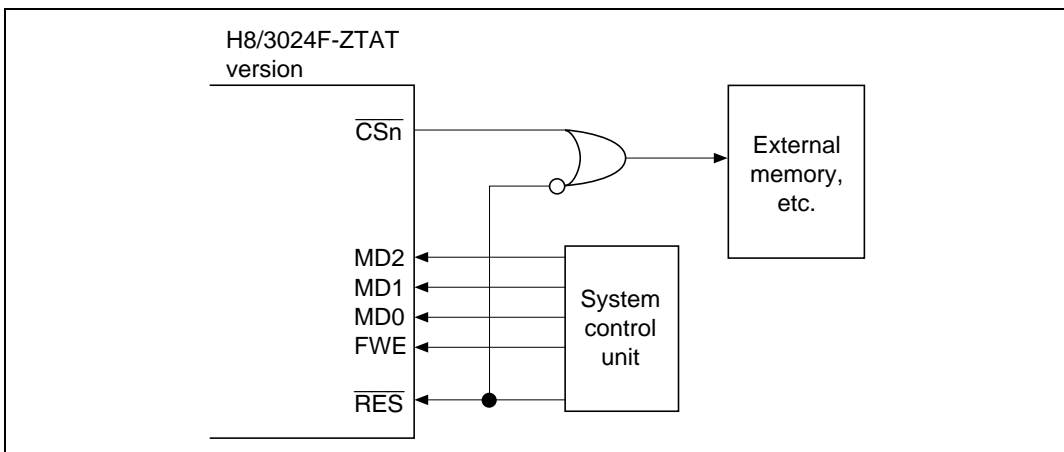 H8/3024F-ZTAT
version
CSn
External
memory,
etc.
MD2
MD1
MD0
FWE
RES
System
control
unit